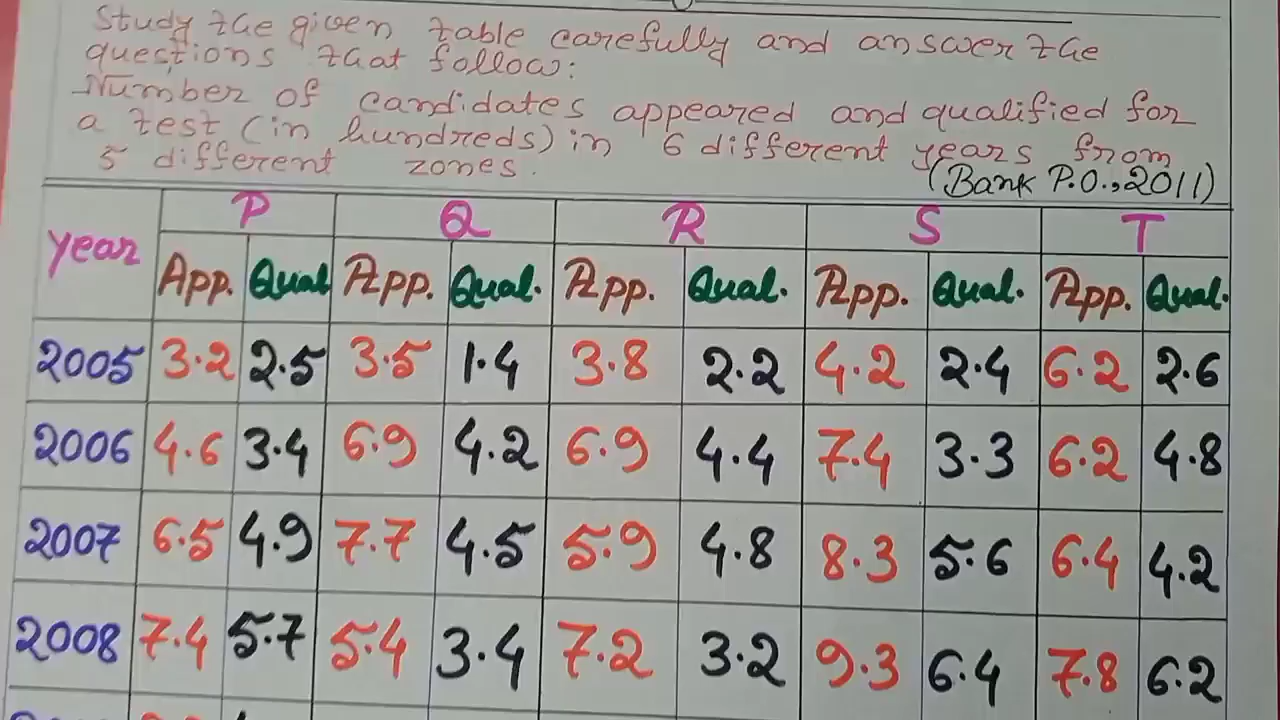 Study the given table carefully and answer the
questions that follow:
Number of candidates appeared and qualified for
a test (in hundreds) in 6 different years from
5 different zones.
(Bank P.O., 2011)
year P Q R S T
App. Qual App. Qual. App. Qual. App. Qual. App. Qual.
2005 3.2 2.5 3.5 1.4 3.8 2.2 4.2 2.4 6.2 2.6
2006 4.6 3.4 6.9 4.2 6.9 4.4 7.4 3.3 6.2 4.8
2007 6.5 4.9 7.7 4.5 5.9 4.8 8.3 5.6 6.4 4.2
2008 7.4 5.7 5.4 3.4 7.2 3.2 9.3 6.4 7.8 6.2